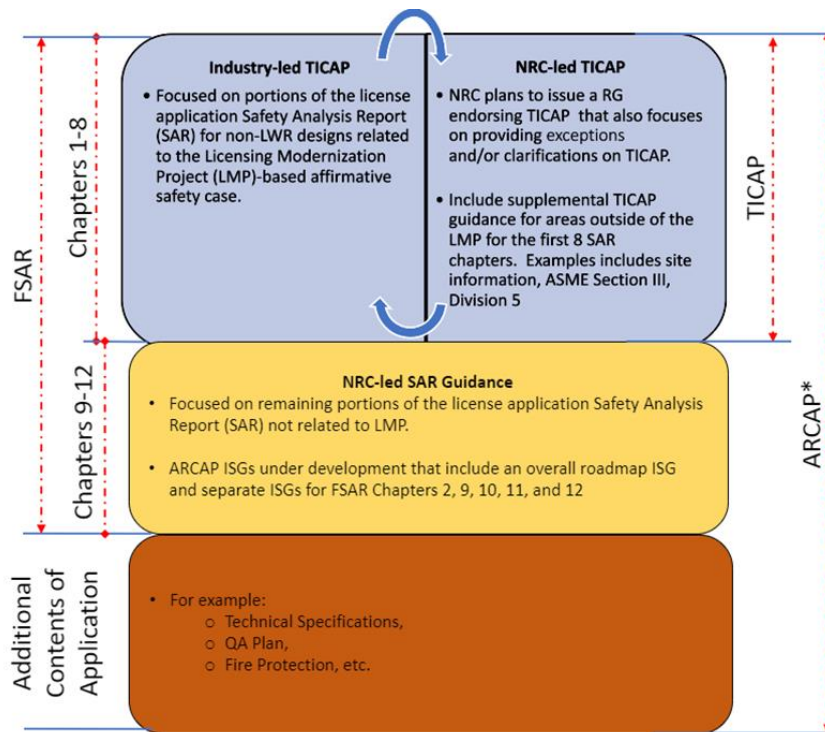 Industry-led TICAP
• Focused on portions of the license
application Safety Analysis Report
(SAR) for non-LWR designs related
to the Licensing Modernization
Project (LMP)-based affirmative
safety case.
NRC-led TICAP
• NRC plans to issue a RG
endorsing TICAP that also focuses
on providing exceptions
and/or clarifications on TICAP.
• Include supplemental TICAP
guidance for areas outside of the
LMP for the first 8 SAR
chapters. Examples includes site
information, ASME Section III,
Division 5
FSAR
Chapters 1-8
TICAP
ARCAP*
Chapters 9-12
NRC-led SAR Guidance
• Focused on remaining portions of the license application Safety Analysis
Report (SAR) not related to LMP.
• ARCAP ISGs under development that include an overall roadmap ISG
and separate ISGs for FSAR Chapters 2, 9, 10, 11, and 12
Additional
Contents of
Application
• For example:
o Technical Specifications,
o QA Plan,
o Fire Protection, etc.